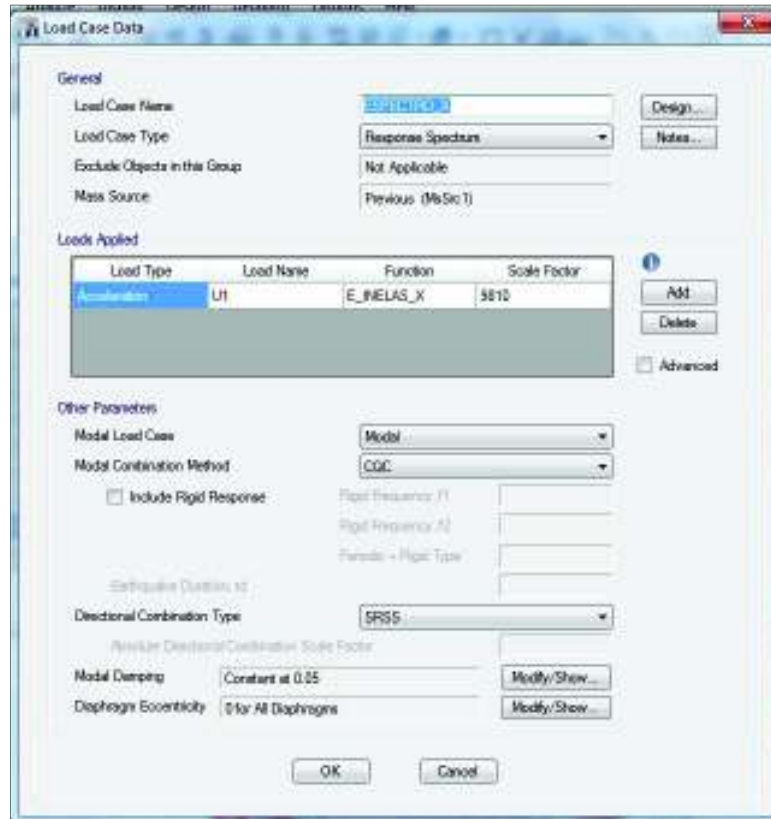 Load Case Data
General
Load Case Name ESPECTRO_X
Design...
Load Case Type Response Spectrum
Notes...
Exclude Objects in this Group Not Applicable
Mass Source Previous (MsSrc1)
Loads Applied
Load Type Load Name Function Scale Factor
Acceleration U1 E_INELAS_X 9810
Add
Delete
Advanced
Other Parameters
Modal Load Case Modal
Modal Combination Method CQC
Include Rigid Response Rigid Frequency, f1
Rigid Frequency, f2
Periodic + Rigid Type
Earthquake Duration, td
Directional Combination Type SRSS
Absolute Directional Combination Scale Factor
Modal Damping Constant at 0.05 Modify/Show...
Diaphragm Eccentricity 0 for All Diaphragms Modify/Show...
OK Cancel